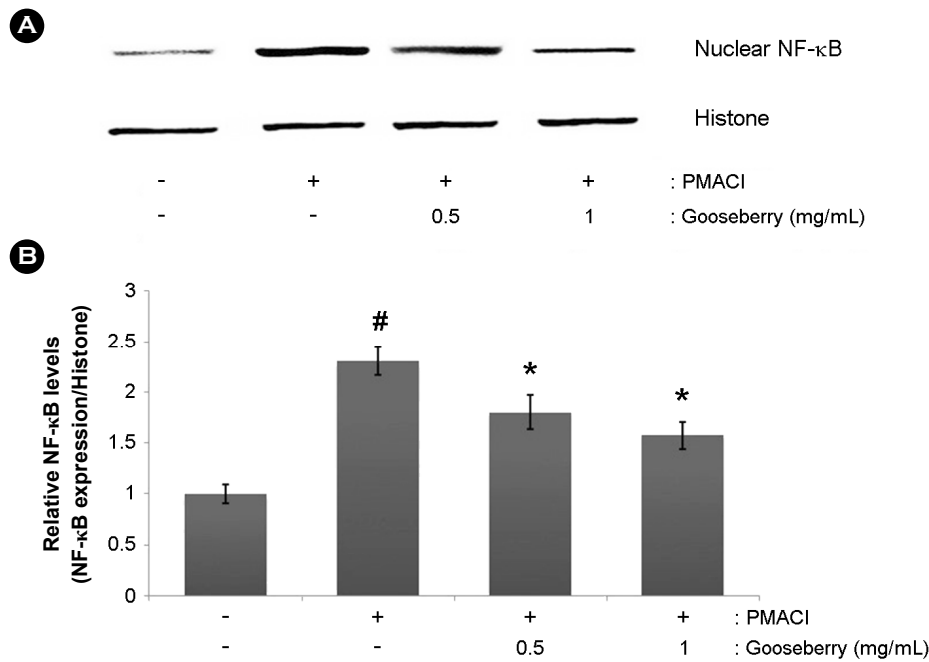 A
Nuclear NF-κB
Histone
- + + + : PMACI
- - 0.5 1 : Gooseberry (mg/mL)
B
Relative NF-κB levels
(NF-κB expression/Histone)
3
2.5
2
1.5
1
0.5
0
#
*
*
- + + + : PMACI
- - 0.5 1 : Gooseberry (mg/mL)